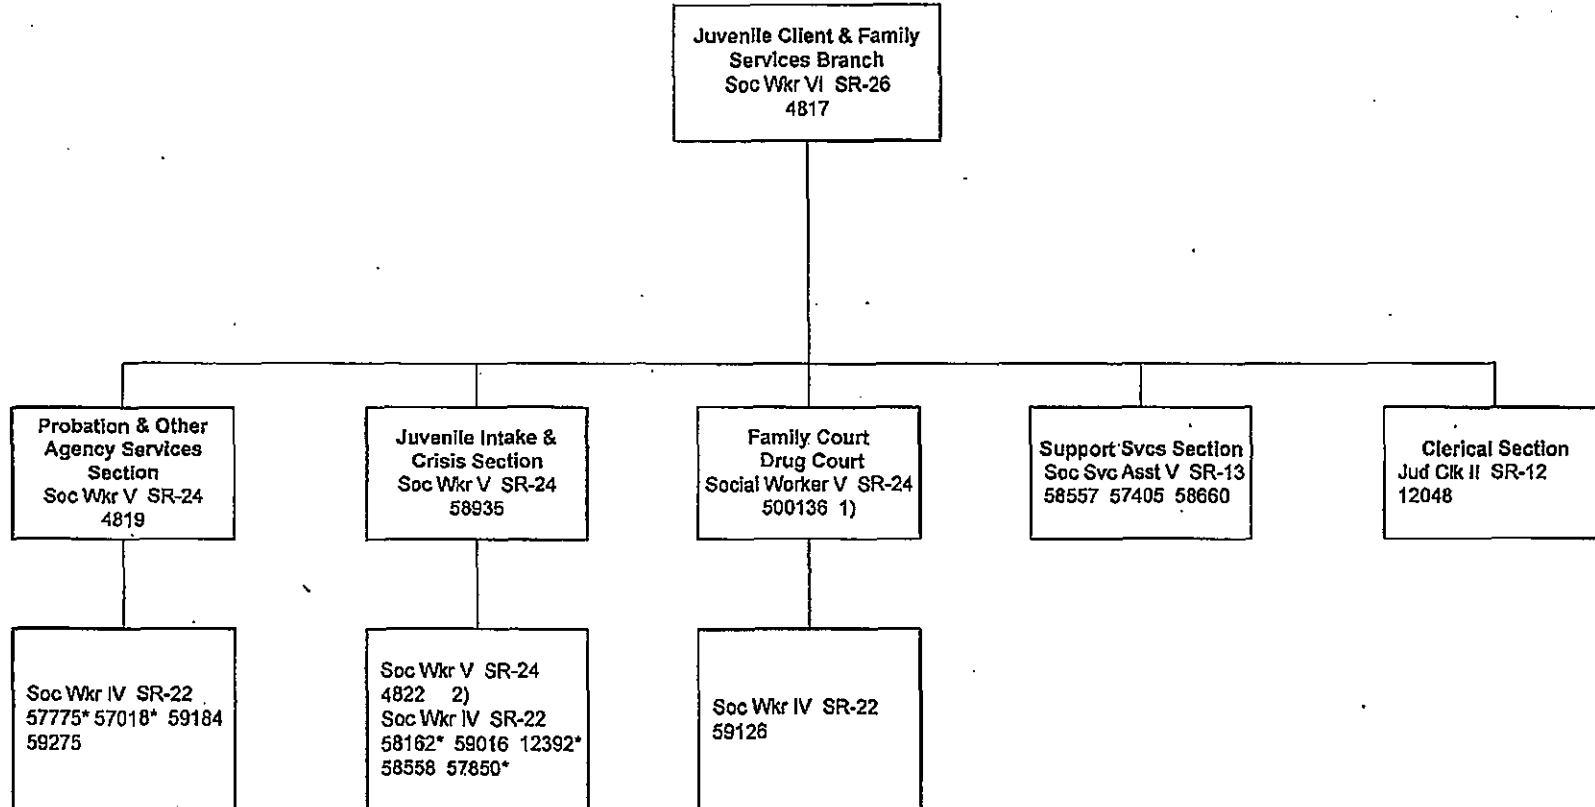 Juvenile Client & Family
Services Branch
Soc Wkr VI SR-26
4817
Probation & Other
Agency Services
Section
Soc Wkr V SR-24
4819
Juvenile Intake &
Crisis Section
Soc Wkr V SR-24
58935
Family Court
Drug Court
Social Worker V SR-24
500136 1)
Support Svcs Section
Soc Svc Asst V SR-13
58557 57405 58660
Clerical Section
Jud Clk II SR-12
12048
Soc Wkr IV SR-22
57775* 57018* 59184
59275
Soc Wkr V SR-24
4822 2)
Soc Wkr IV SR-22
58162* 59016 12392*
58558 57850*
Soc Wkr IV SR-22
59126